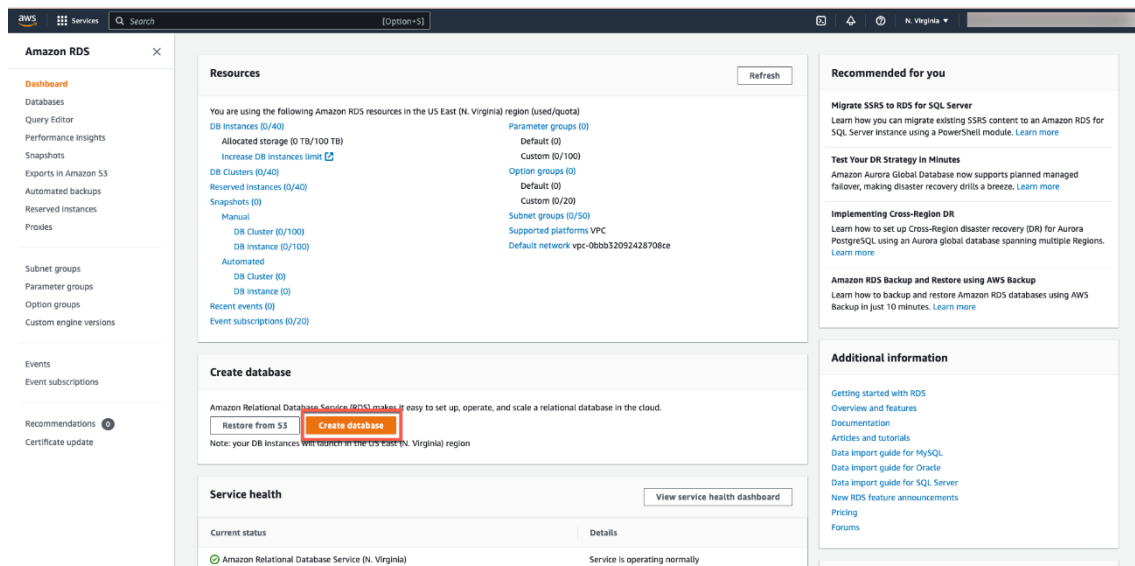 aws
Services
Search
[Option+S]
N. Virginia
Amazon RDS
Dashboard
Databases
Query Editor
Performance insights
Snapshots
Exports in Amazon S3
Automated backups
Reserved instances
Proxies
Subnet groups
Parameter groups
Option groups
Custom engine versions
Events
Event subscriptions
Recommendations 0
Certificate update
Resources
Refresh
You are using the following Amazon RDS resources in the US East (N. Virginia) region (used/quota)
DB Instances (0/40)
Allocated storage (0 TB/100 TB)
Increase DB instances limit
DB Clusters (0/40)
Reserved instances (0/40)
Snapshots (0)
Manual
DB Cluster (0/100)
DB Instance (0/100)
Automated
DB Cluster (0)
DB Instance (0)
Recent events (0)
Event subscriptions (0/20)
Parameter groups (0)
Default (0)
Custom (0/100)
Option groups (0)
Default (0)
Custom (0/20)
Subnet groups (0/50)
Supported platforms VPC
Default network vpc-0bbb32092428708ce
Create database
Amazon Relational Database Service (RDS) makes it easy to set up, operate, and scale a relational database in the cloud.
Restore from S3
Create database
Note: your DB instances will launch in the US East (N. Virginia) region
Service health
View service health dashboard
Current status
Details
Amazon Relational Database Service (N. Virginia)
Service is operating normally
Recommended for you
Migrate SSRS to RDS for SQL Server
Learn how you can migrate existing SSRS content to an Amazon RDS for
SQL Server instance using a PowerShell module. Learn more
Test Your DR Strategy in Minutes
Amazon Aurora Global Database now supports planned managed
failover, making disaster recovery drills a breeze. Learn more
Implementing Cross-Region DR
Learn how to set up Cross-Region disaster recovery (DR) for Aurora
PostgreSQL using an Aurora global database spanning multiple Regions.
Learn more
Amazon RDS Backup and Restore using AWS Backup
Learn how to backup and restore Amazon RDS databases using AWS
Backup in just 10 minutes. Learn more
Additional information
Getting started with RDS
Overview and features
Documentation
Articles and tutorials
Data import guide for MySQL
Data import guide for Oracle
Data import guide for SQL Server
New RDS feature announcements
Pricing
Forums